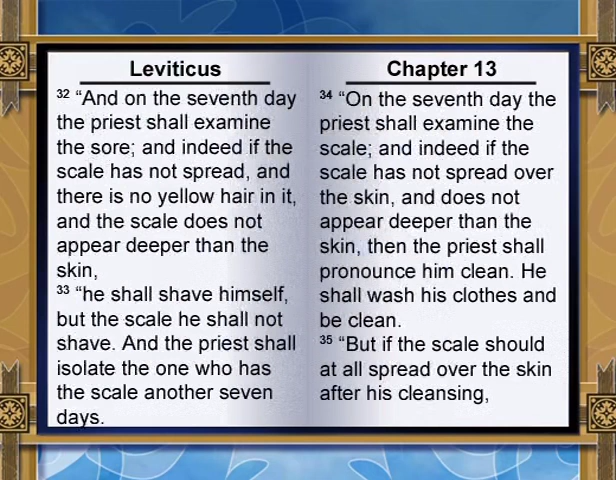 Leviticus
32 “And on the seventh day
the priest shall examine
the sore; and indeed if the
scale has not spread, and
there is no yellow hair in it,
and the scale does not
appear deeper than the
skin,
33 “he shall shave himself,
but the scale he shall not
shave. And the priest shall
isolate the one who has
the scale another seven
days.
Chapter 13
34 “On the seventh day the
priest shall examine the
scale; and indeed if the
scale has not spread over
the skin, and does not
appear deeper than the
skin, then the priest shall
pronounce him clean. He
shall wash his clothes and
be clean.
35 “But if the scale should
at all spread over the skin
after his cleansing,